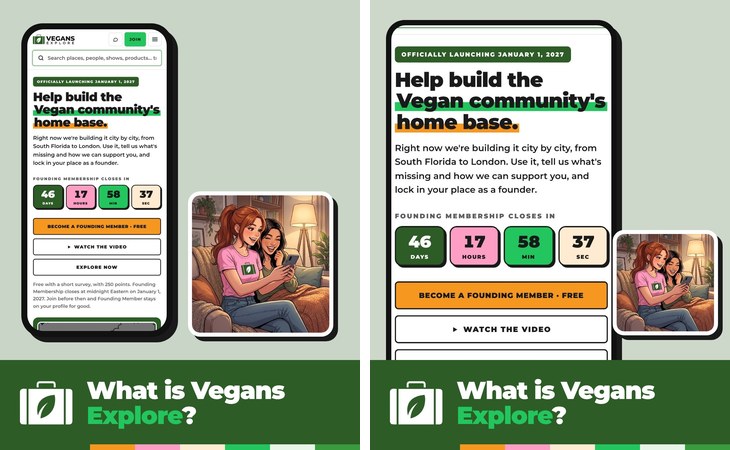 VEGANS
EXPLORE
JOIN
Search places, people, shows, products...
OFFICIALLY LAUNCHING JANUARY 1, 2027
Help build the
Vegan community's
home base.
Right now we're building it city by city, from
South Florida to London. Use it, tell us what's
missing and how we can support you, and
lock in your place as a founder.
FOUNDING MEMBERSHIP CLOSES IN
46 17 58 37
DAYS HOURS MIN SEC
BECOME A FOUNDING MEMBER · FREE
▸ WATCH THE VIDEO
EXPLORE NOW
Free with a short survey, with 250 points. Founding
Membership closes at midnight Eastern on January 1,
2027. Join before then and Founding Member stays
on your profile for good.
What is Vegans
Explore?
OFFICIALLY LAUNCHING JANUARY 1, 2027
Help build the
Vegan community's
home base.
Right now we're building it city by city, from
South Florida to London. Use it, tell us what's
missing and how we can support you, and
lock in your place as a founder.
FOUNDING MEMBERSHIP CLOSES IN
46 17 58 37
DAYS HOURS MIN SEC
BECOME A FOUNDING MEMBER · FREE
▸ WATCH THE VIDEO
What is Vegans
Explore?